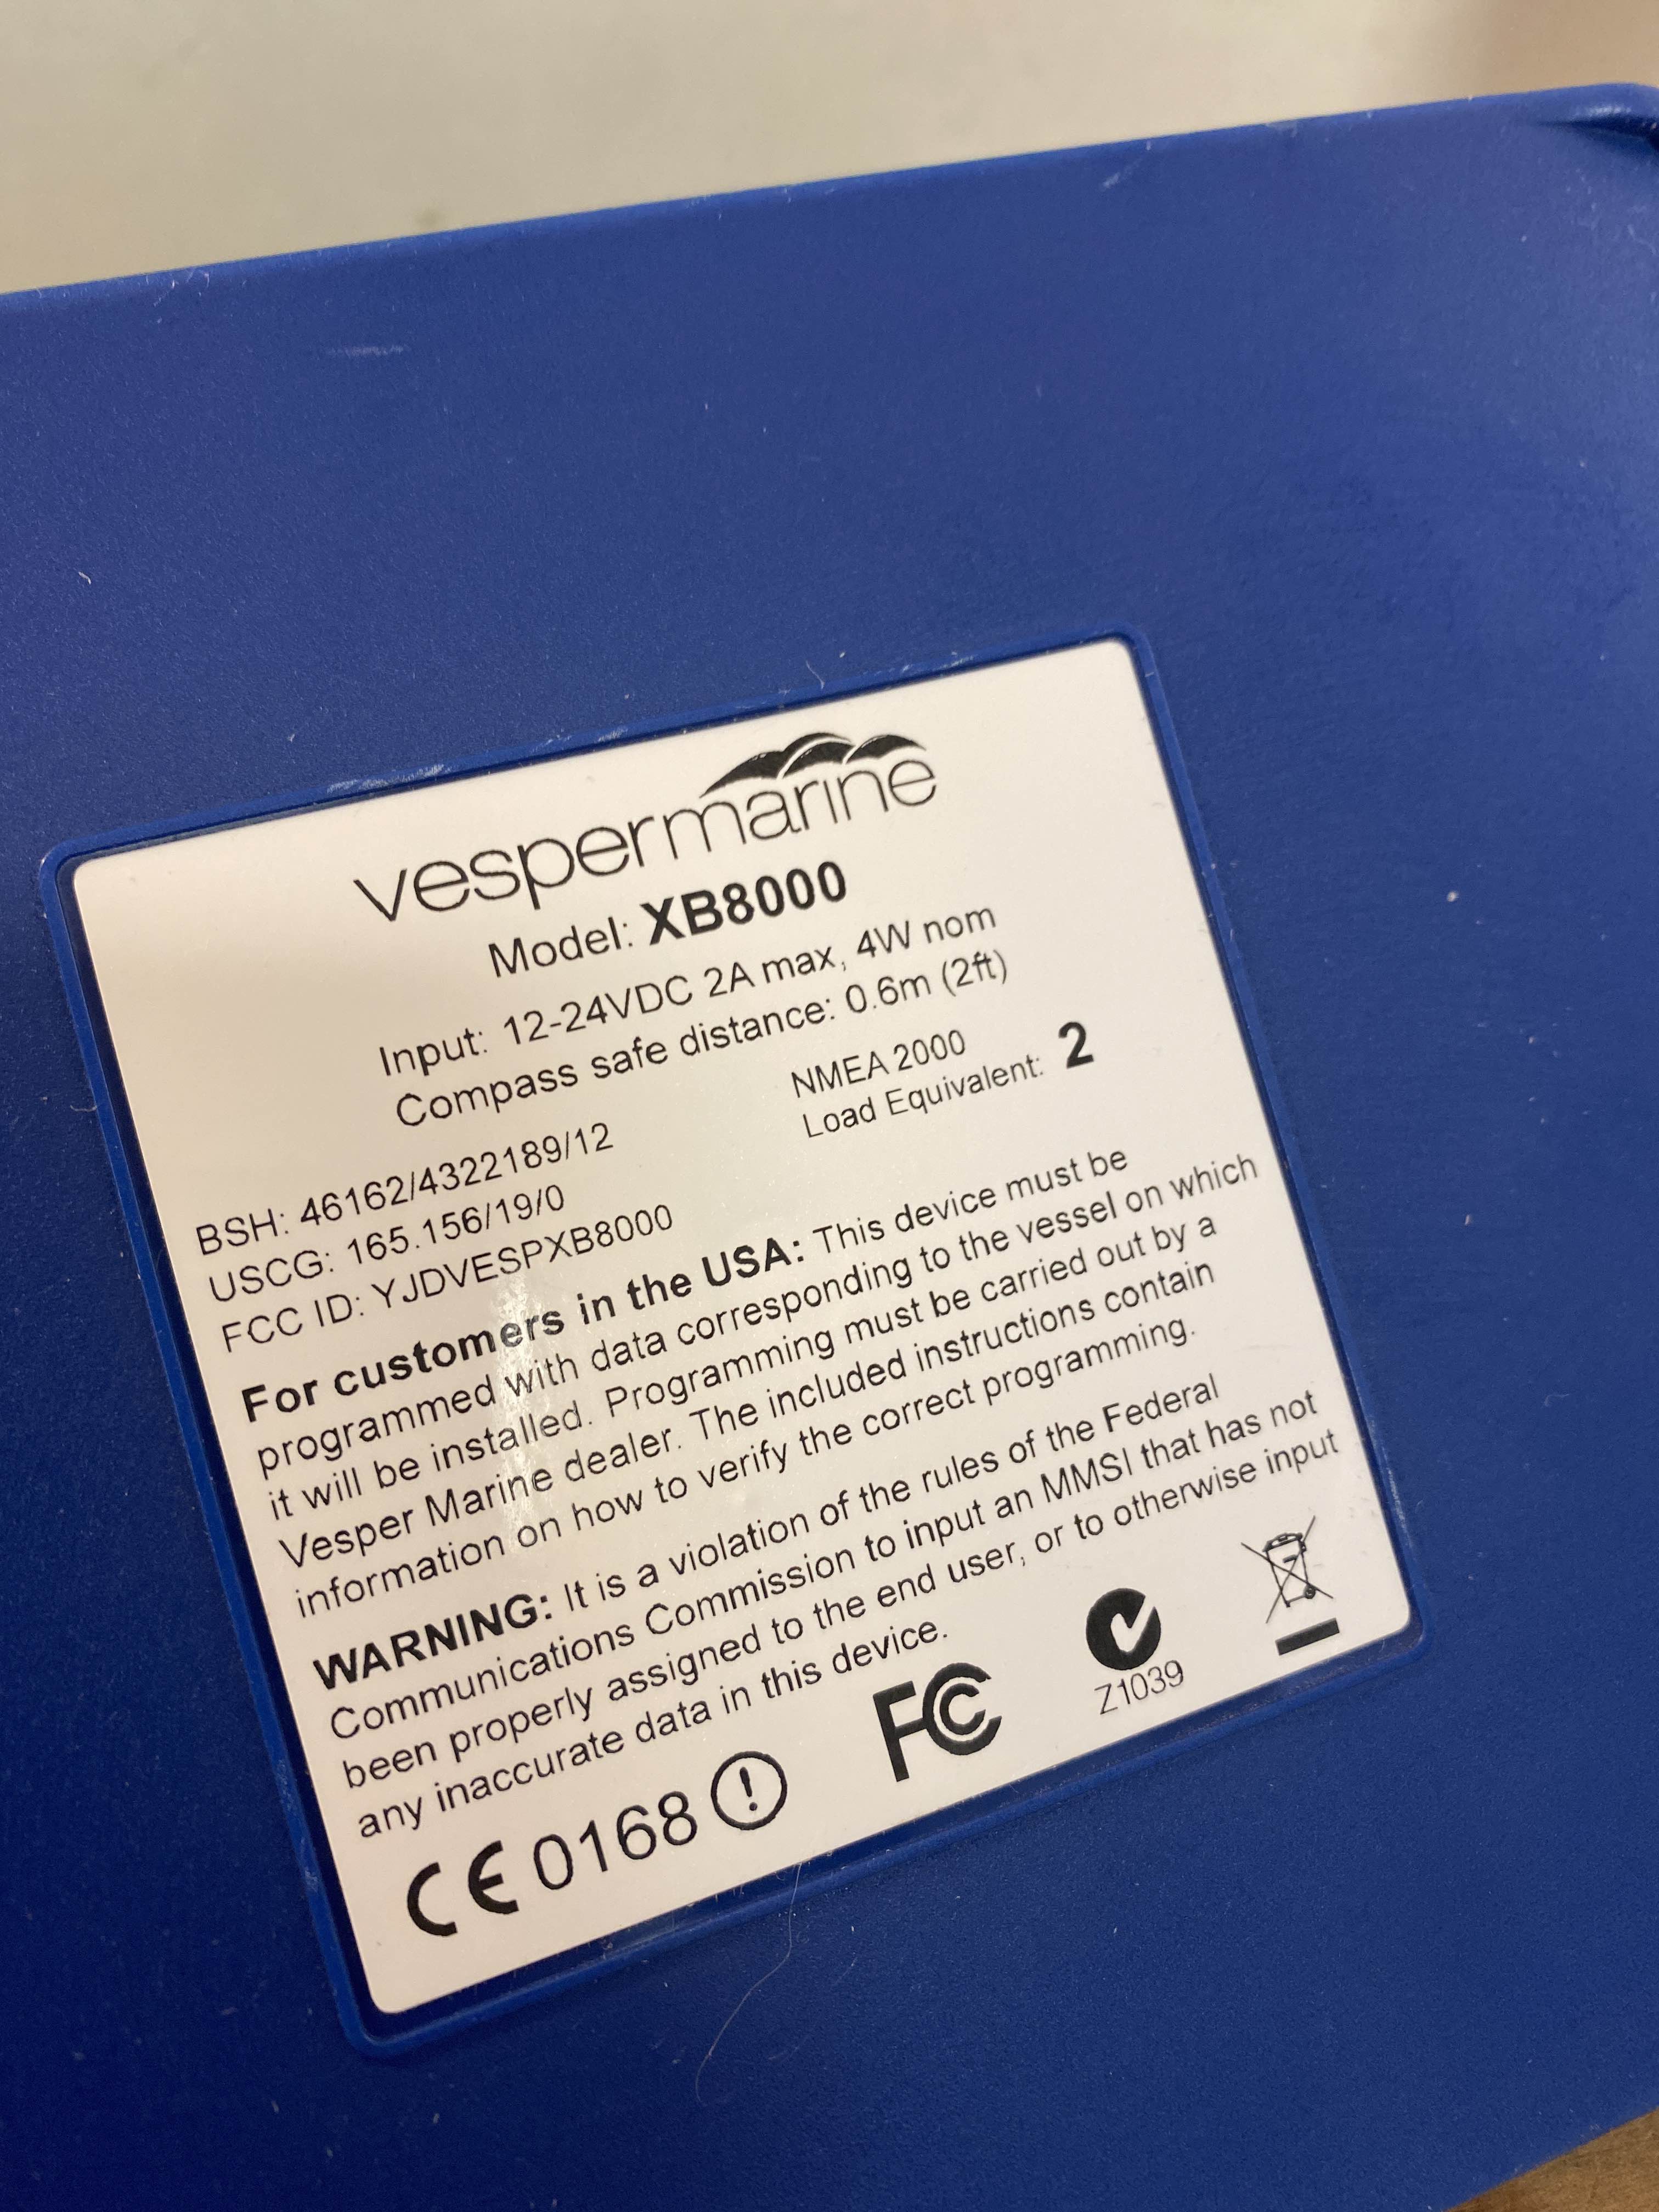 vespermarine
Model: XB8000
Input: 12-24VDC 2A max, 4W nom
Compass safe distance: 0.6m (2ft)
NMEA 2000
Load Equivalent: 2
BSH: 46162/4322189/12
USCG: 165.156/19/0
FCC ID: YJDVESPXB8000
For customers in the USA: This device must be
programmed with data corresponding to the vessel on which
it will be installed. Programming must be carried out by a
Vesper Marine dealer. The included instructions contain
information on how to verify the correct programming.
WARNING: It is a violation of the rules of the Federal
Communications Commission to input an MMSI that has not
been properly assigned to the end user, or to otherwise input
any inaccurate data in this device.
CE 0168 !
FC
Z1039